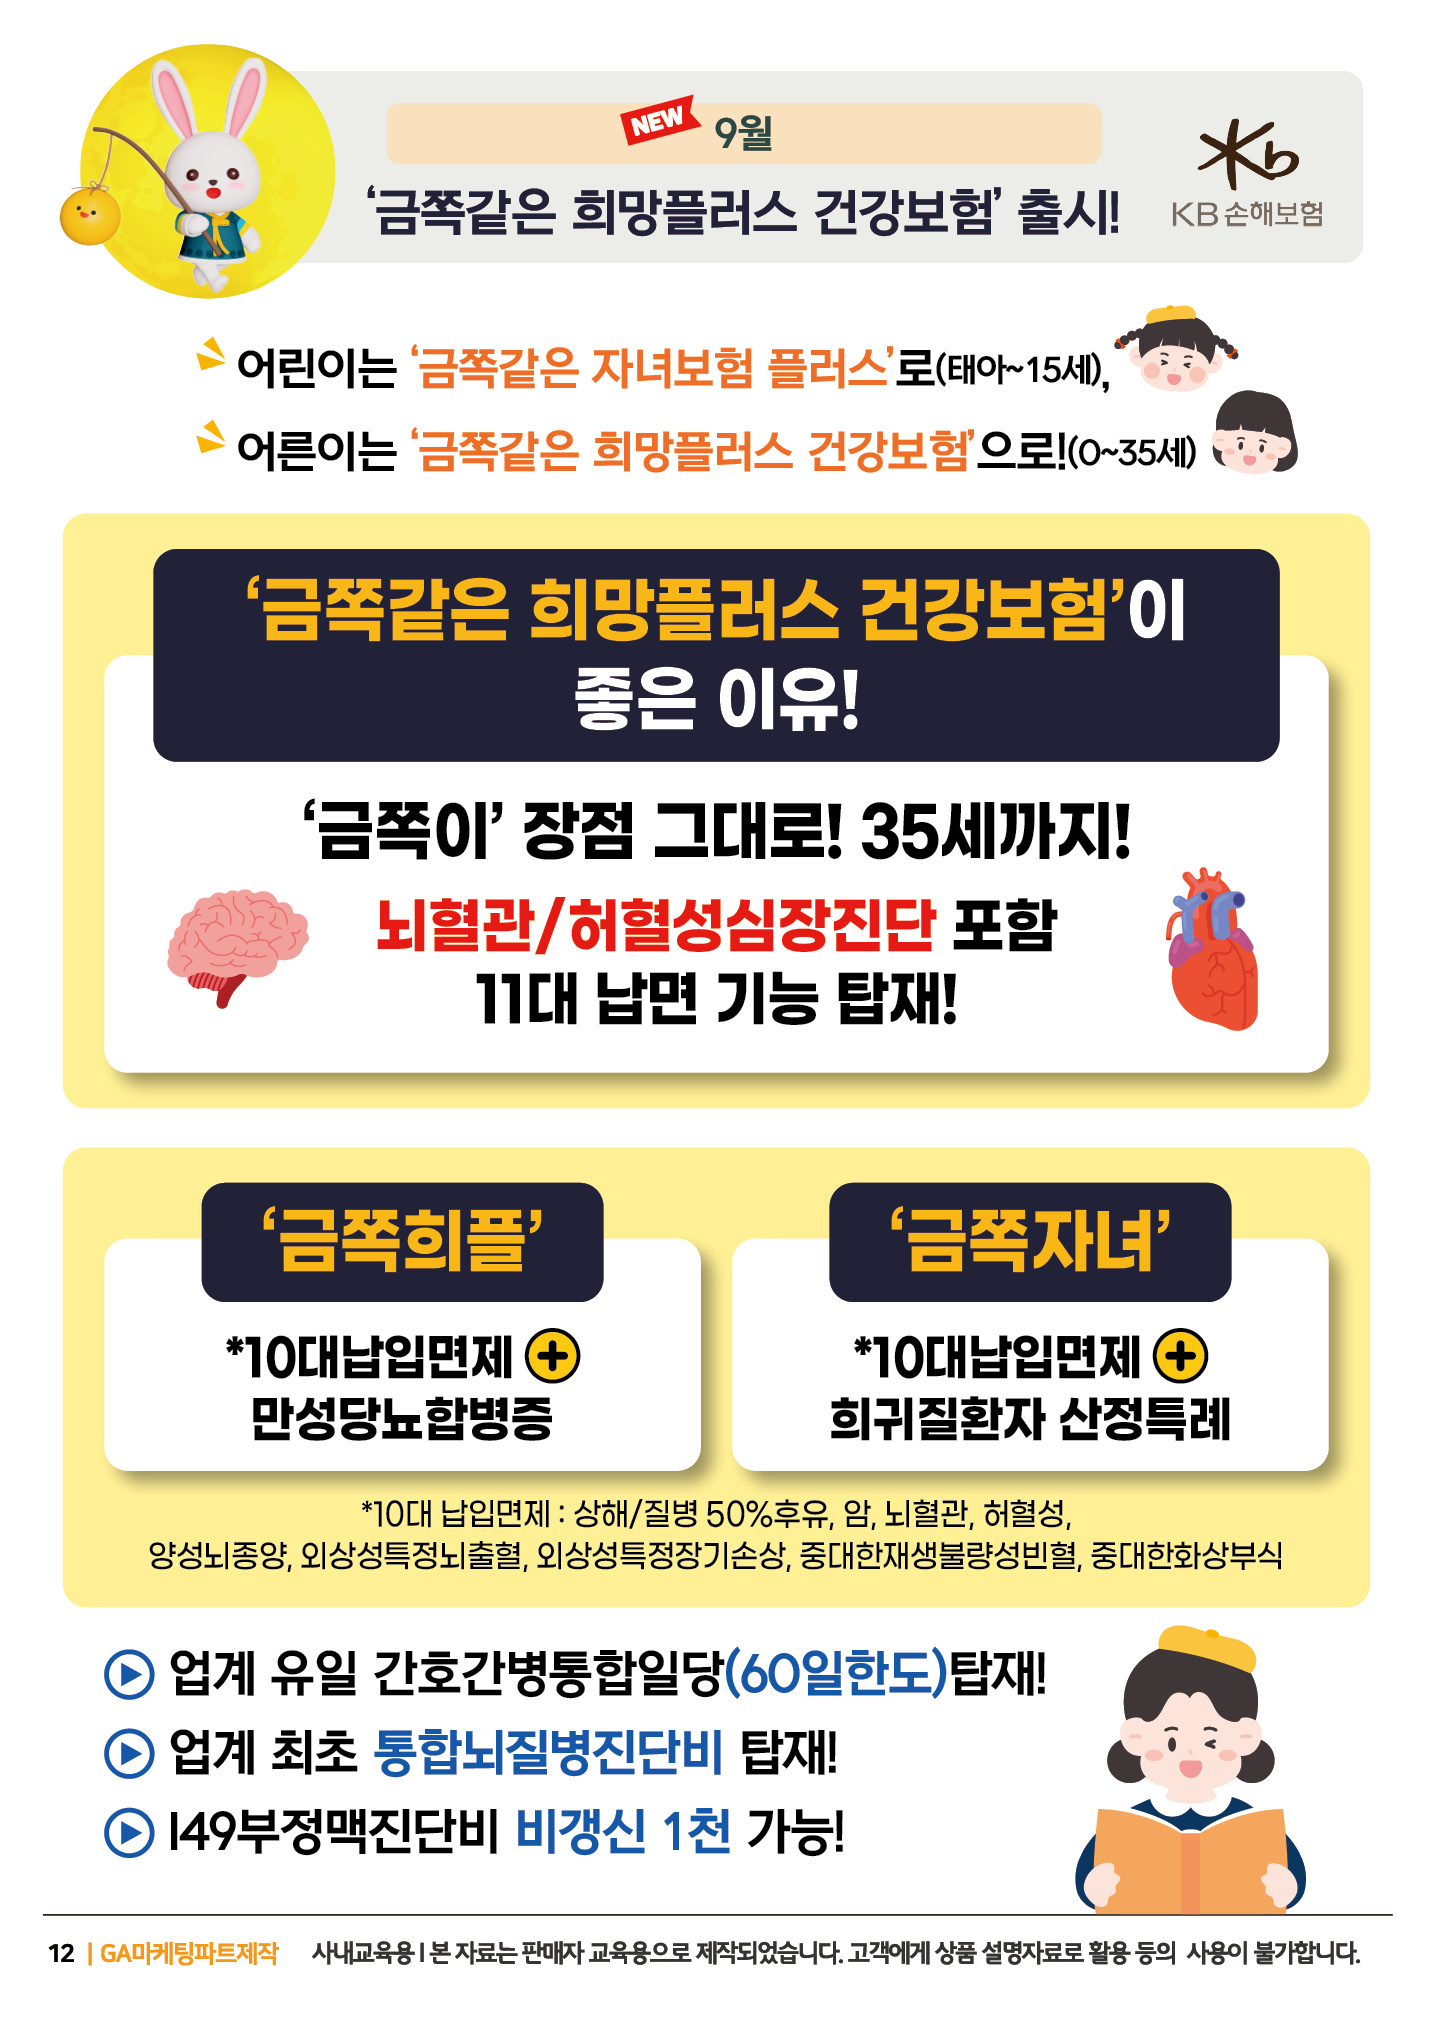 NEW 9월
‘금쪽같은 희망플러스 건강보험’ 출시!
KB손해보험
어린이는 ‘금쪽같은 자녀보험 플러스’로(태아~15세),
어른이는 ‘금쪽같은 희망플러스 건강보험’으로!(0~35세)
‘금쪽같은 희망플러스 건강보험’이
좋은 이유!
‘금쪽이’ 장점 그대로! 35세까지!
뇌혈관/허혈성심장진단 포함
11대 납면 기능 탑재!
‘금쪽희플’
*10대납입면제 +
만성당뇨합병증
‘금쪽자녀’
*10대납입면제 +
희귀질환자 산정특례
*10대 납입면제 : 상해/질병 50%후유, 암, 뇌혈관, 허혈성,
양성뇌종양, 외상성특정뇌출혈, 외상성특정장기손상, 중대한재생불량성빈혈, 중대한화상부식
업계 유일 간호간병통합일당(60일한도)탑재!
업계 최초 통합뇌질병진단비 탑재!
I49부정맥진단비 비갱신 1천 가능!
12 | GA마케팅파트제작 사내교육용 I 본 자료는 판매자 교육용으로 제작되었습니다. 고객에게 상품 설명자료로 활용 등의 사용이 불가합니다.